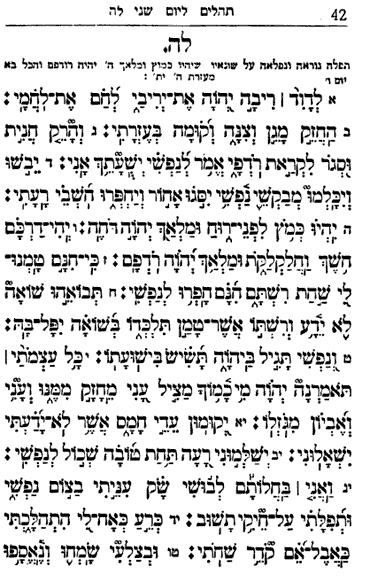 42 תהלים ליום שני לה
לה.
תפלה נוראה ונפלאה על שונאיו שיהיו כמוץ ומלאך ה' יהיה רודפם והכל בא
מעזרת ה' ית':
א לְדָוִד | רִיבָה יְהוָה אֶת־יְרִיבַי לְחַם אֶת־לֹחֲמָי:
ב הַחֲזֵק מָגֵן וְצִנָּה וְקוּמָה בְּעֶזְרָתִי: ג וְהָרֵק חֲנִית
וּסְגֹר לִקְרַאת רֹדְפָי אֱמֹר לְנַפְשִׁי יְשֻׁעָתֵךְ אָנִי: ד יֵבֹשׁוּ
וְיִכָּלְמוּ מְבַקְשֵׁי נַפְשִׁי יִסֹּגוּ אָחוֹר וְיַחְפְּרוּ חֹשְׁבֵי רָעָתִי:
ה יִהְיוּ כְּמֹץ לִפְנֵי־רוּחַ וּמַלְאַךְ יְהוָה דֹּחֶה: ו יְהִי־דַרְכָּם
חֹשֶׁךְ וַחֲלַקְלַקֹּת וּמַלְאַךְ יְהוָה רֹדְפָם: ז כִּי־חִנָּם טָמְנוּ־
לִי שַׁחַת רִשְׁתָּם חִנָּם חָפְרוּ לְנַפְשִׁי: ח תְּבוֹאֵהוּ שׁוֹאָה
לֹא יֵדָע וְרִשְׁתּוֹ אֲשֶׁר־טָמַן תִּלְכְּדוֹ בְּשׁוֹאָה יִפָּל־בָּהּ:
ט וְנַפְשִׁי תָּגִיל בַּיהוָה תָּשִׂישׂ בִּישׁוּעָתוֹ: י כָּל עַצְמֹתַי |
תֹּאמַרְנָה יְהוָה מִי כָמוֹךָ מַצִּיל עָנִי מֵחָזָק מִמֶּנּוּ וְעָנִי
וְאֶבְיוֹן מִגֹּזְלוֹ: יא יְקוּמוּן עֵדֵי חָמָס אֲשֶׁר לֹא־יָדַעְתִּי
יִשְׁאָלוּנִי: יב יְשַׁלְּמוּנִי רָעָה תַּחַת טוֹבָה שְׁכוֹל לְנַפְשִׁי:
יג וַאֲנִי | בַּחֲלוֹתָם לְבוּשִׁי שָׂק עִנֵּיתִי בַצּוֹם נַפְשִׁי
וּתְפִלָּתִי עַל־חֵיקִי תָשׁוּב: יד כְּרֵעַ כְּאָח־לִי הִתְהַלָּכְתִּי
כַּאֲבֶל־אֵם קֹדֵר שַׁחוֹתִי: טו וּבְצַלְעִי שָׂמְחוּ וְנֶאֱסָפוּ